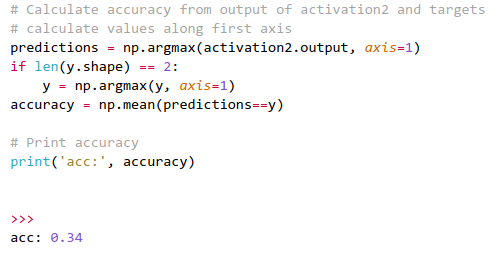 # Calculate accuracy from output of activation2 and targets
# calculate values along first axis
predictions = np.argmax(activation2.output, axis=1)
if len(y.shape) == 2:
    y = np.argmax(y, axis=1)
accuracy = np.mean(predictions==y)

# Print accuracy
print('acc:', accuracy)

>>>
acc: 0.34